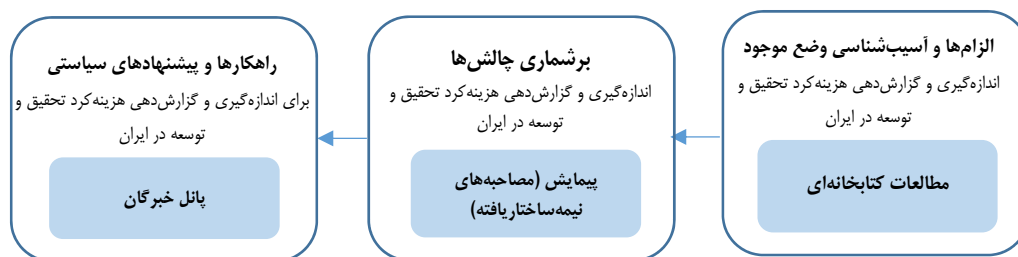 الزام‌ها و آسیب‌شناسی وضع موجود
اندازه‌گیری و گزارش‌دهی هزینه‌کرد تحقیق و
توسعه در ایران
مطالعات کتابخانه‌ای
برشماری چالش‌ها
اندازه‌گیری و گزارش‌دهی هزینه‌کرد تحقیق و
توسعه در ایران
پیمایش (مصاحبه‌های
نیمه‌ساختاریافته)
راهکارها و پیشنهادهای سیاستی
برای اندازه‌گیری و گزارش‌دهی هزینه‌کرد تحقیق و
توسعه در ایران
پانل خبرگان